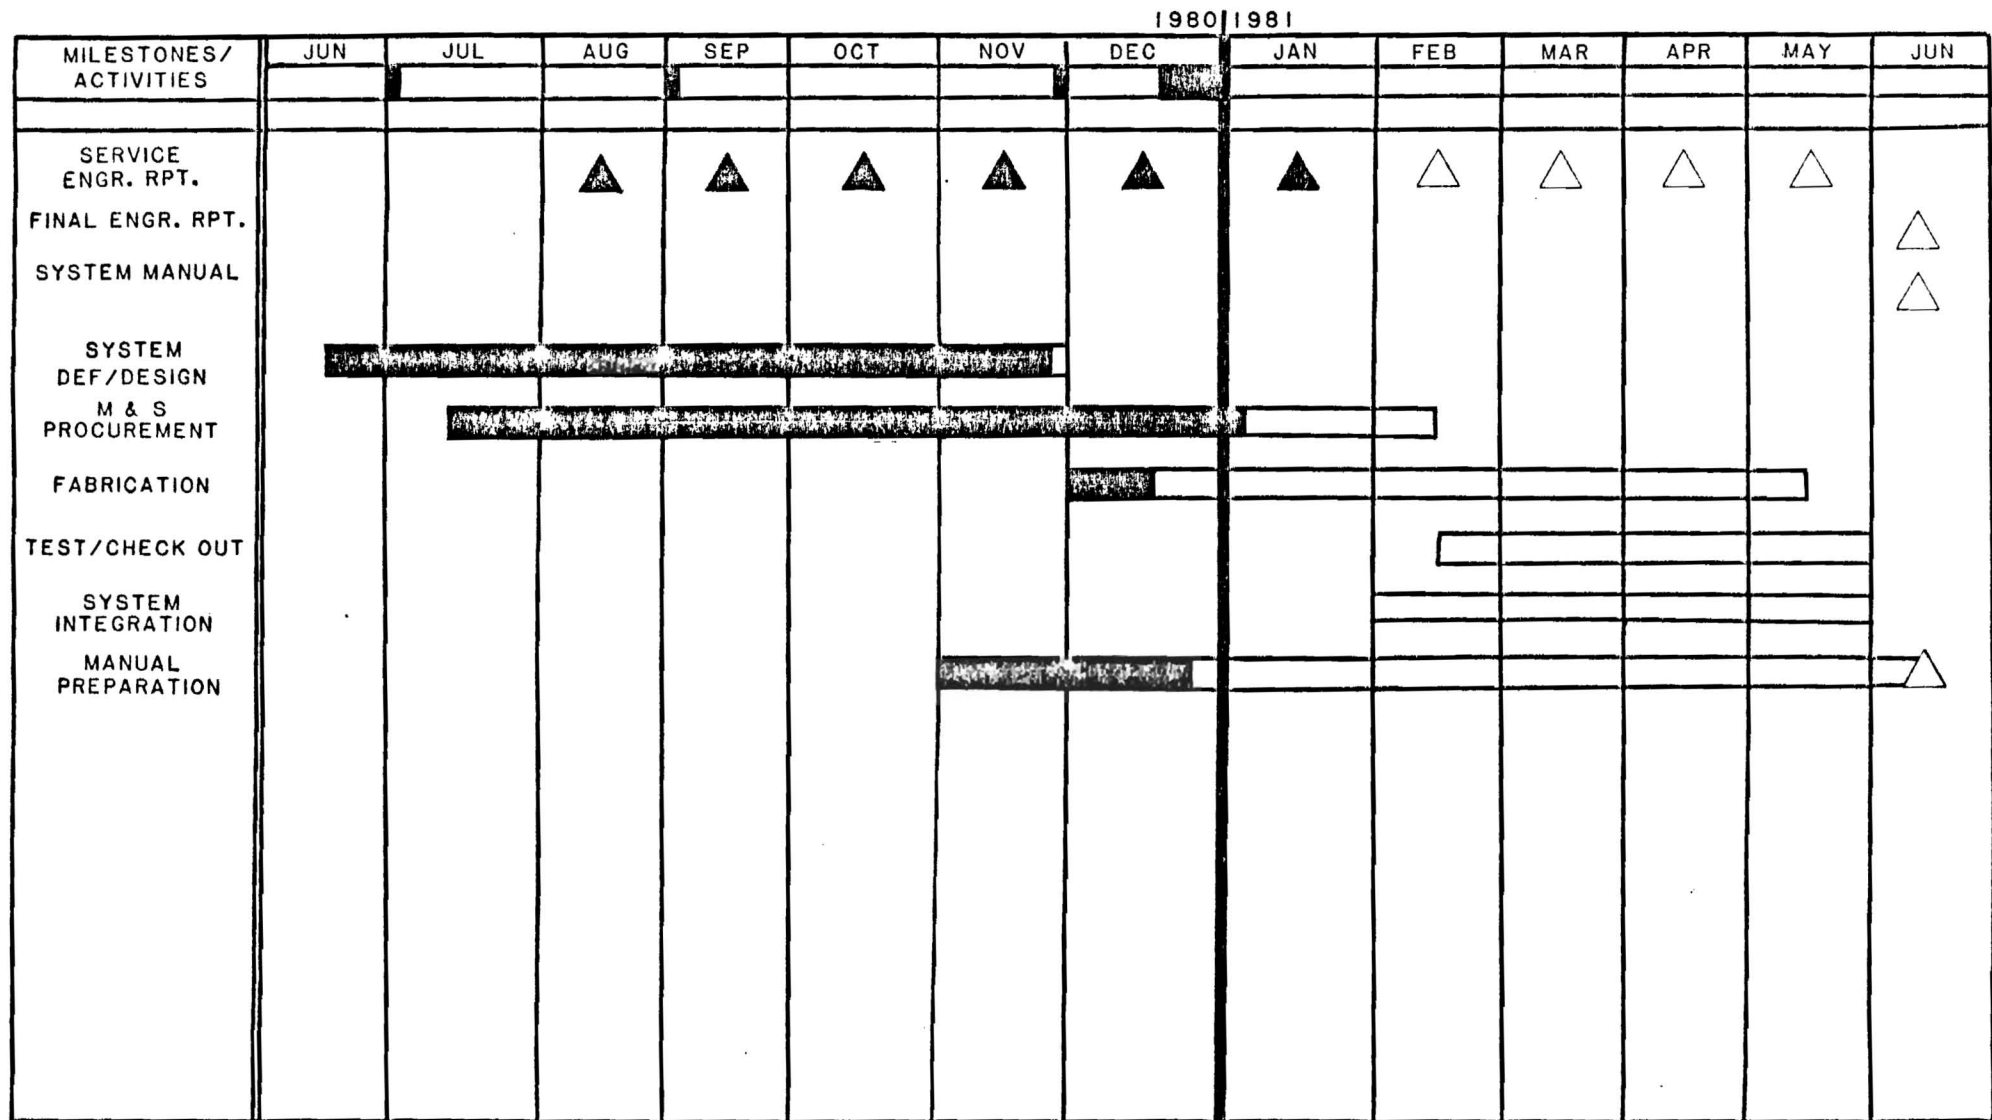 1980 1981
MILESTONES/
ACTIVITIES
JUN JUL AUG SEP OCT NOV DEC JAN FEB MAR APR MAY JUN
SERVICE
ENGR. RPT.
FINAL ENGR. RPT.
SYSTEM MANUAL
SYSTEM
DEF/DESIGN
M & S
PROCUREMENT
FABRICATION
TEST/CHECK OUT
SYSTEM
INTEGRATION
MANUAL
PREPARATION